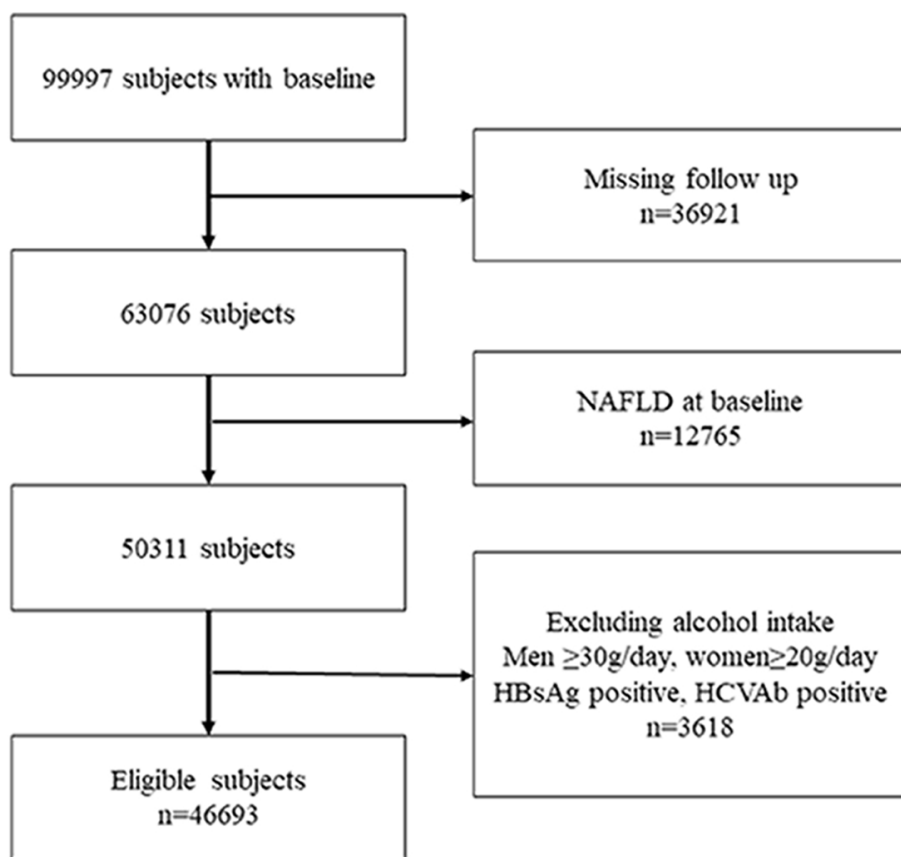 99997 subjects with baseline
Missing follow up
n=36921
63076 subjects
NAFLD at baseline
n=12765
50311 subjects
Excluding alcohol intake
Men ≥30g/day, women≥20g/day
HBsAg positive, HCVAb positive
n=3618
Eligible subjects
n=46693